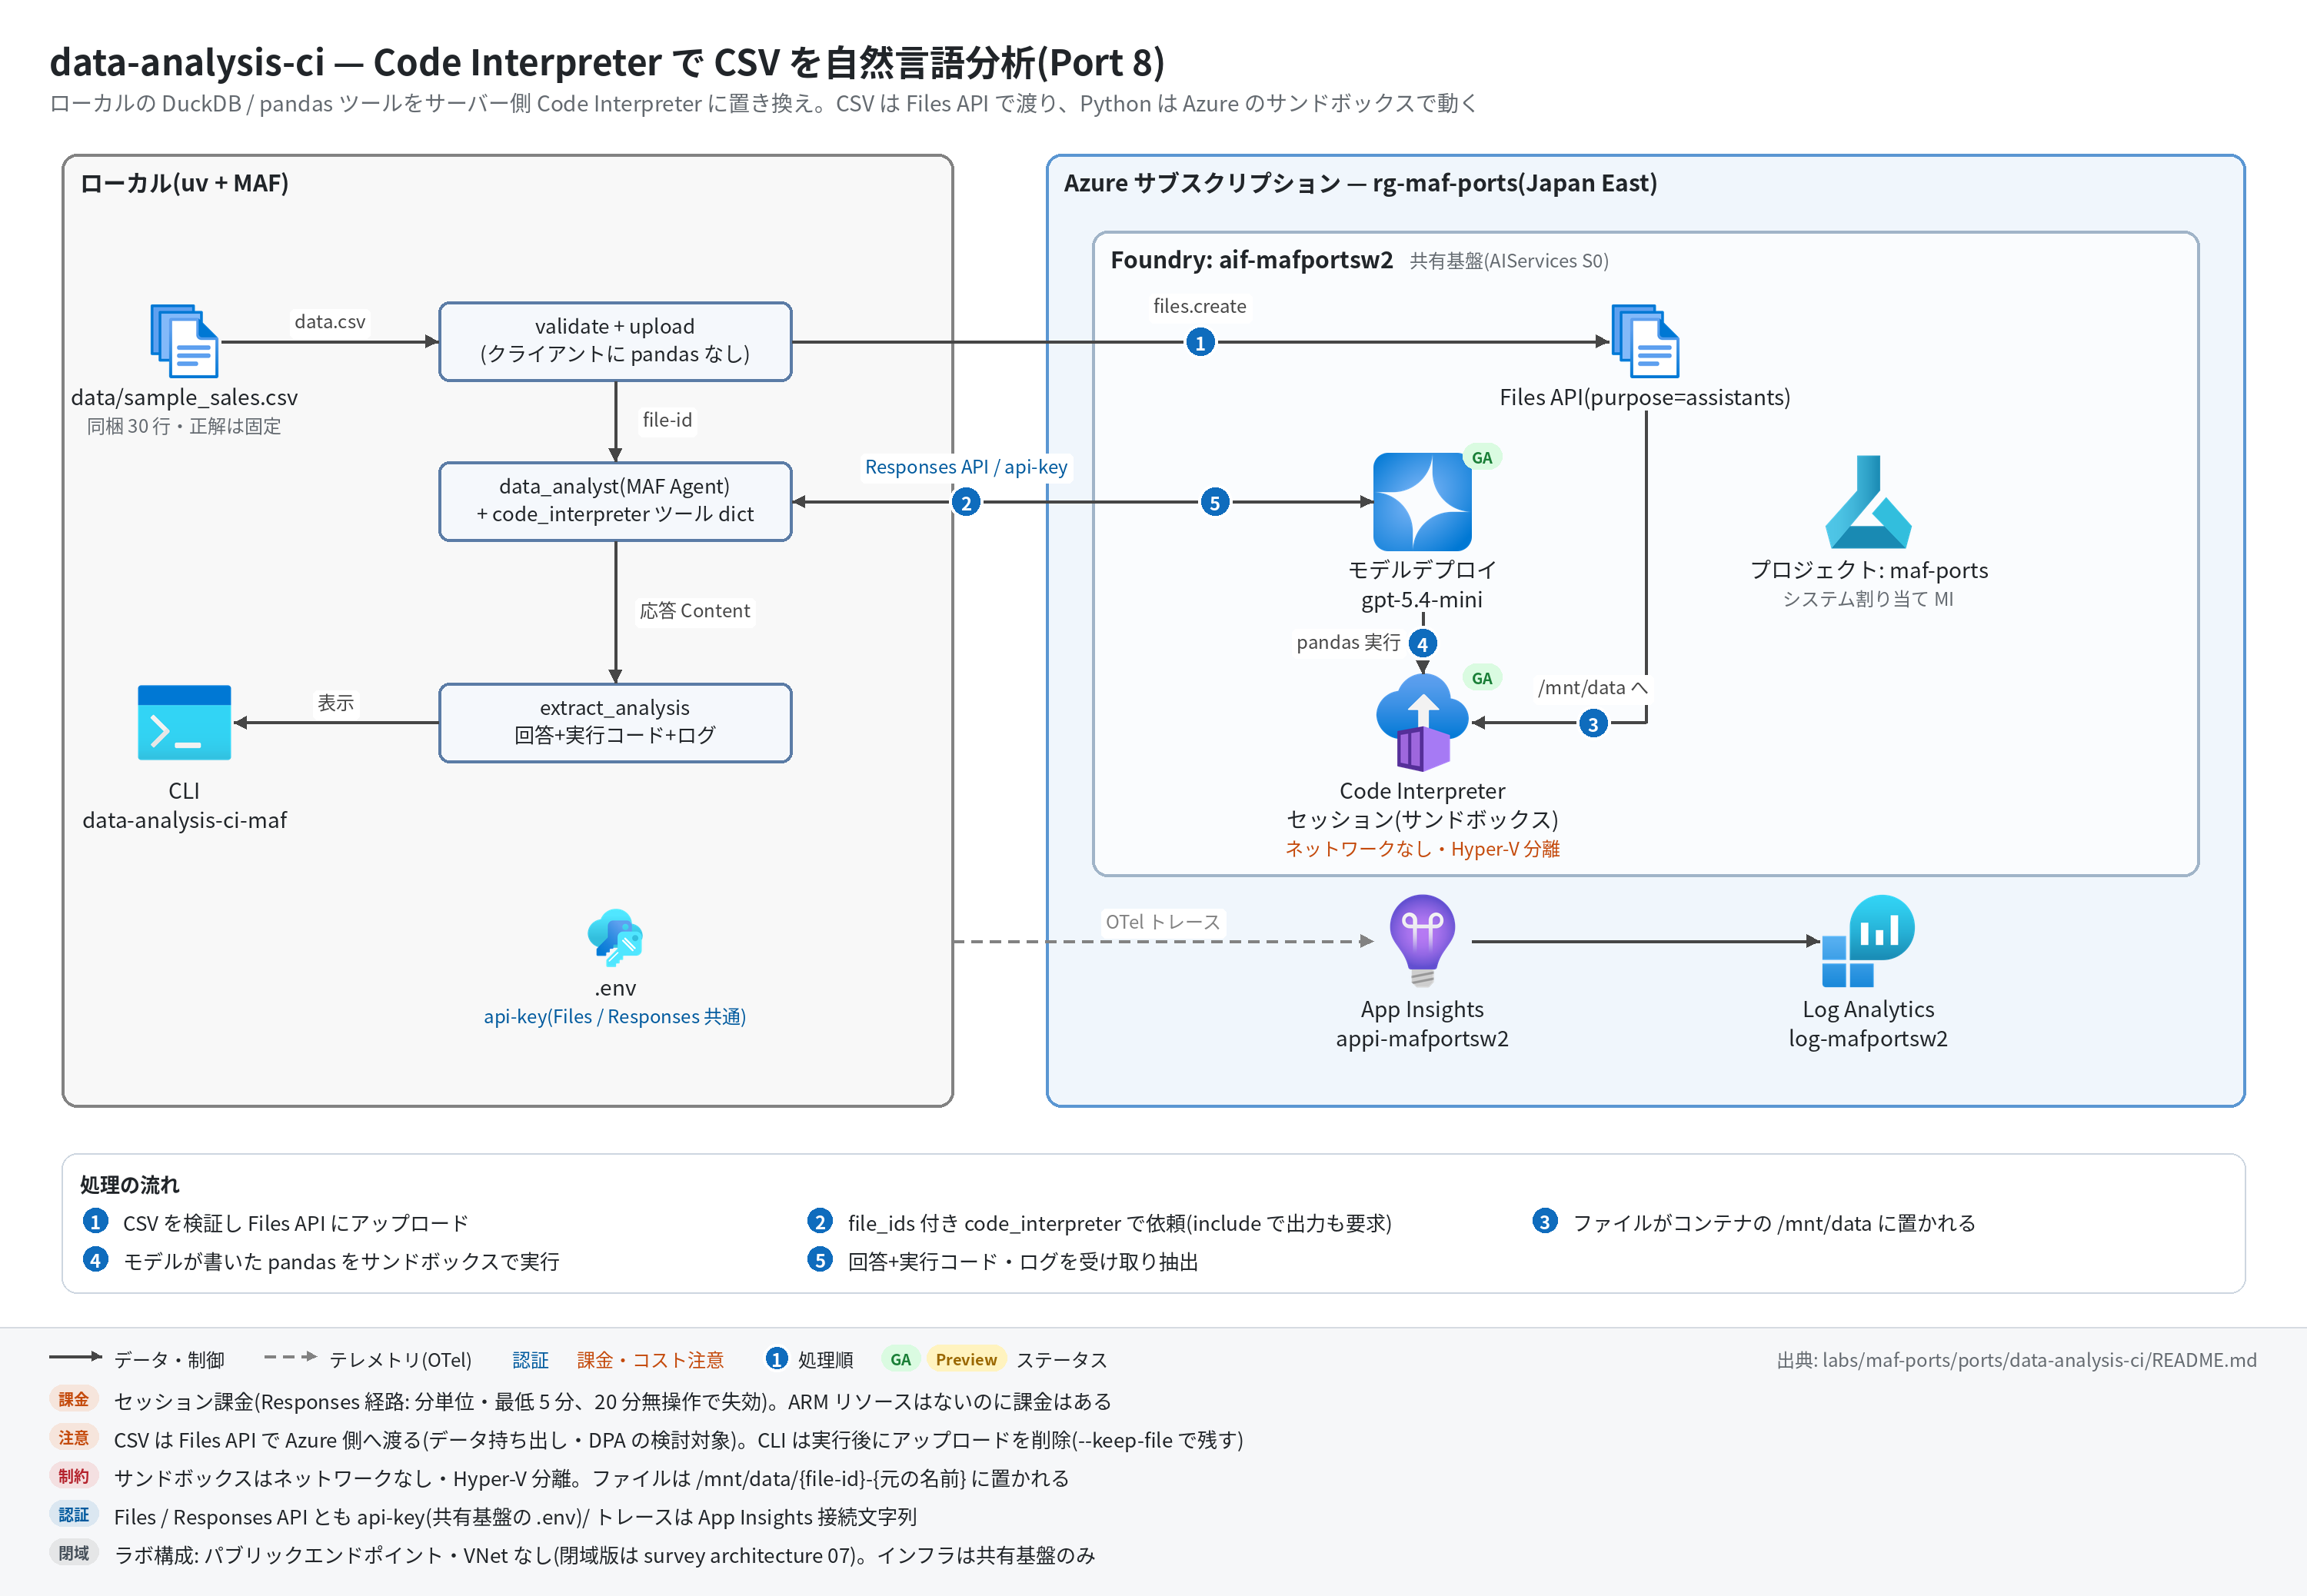 data-analysis-ci — Code Interpreter で CSV を自然言語分析(Port 8)
ローカルの DuckDB / pandas ツールをサーバー側 Code Interpreter に置き換え。CSV は Files API で渡り、Python は Azure のサンドボックスで動く
ローカル(uv + MAF)
data/sample_sales.csv
同梱 30 行・正解は固定
data.csv
validate + upload
(クライアントに pandas なし)
file-id
data_analyst(MAF Agent)
+ code_interpreter ツール dict
応答 Content
extract_analysis
回答+実行コード+ログ
表示
CLI
data-analysis-ci-maf
.env
api-key(Files / Responses 共通)
Azure サブスクリプション — rg-maf-ports(Japan East)
Foundry: aif-mafportsw2 共有基盤(AIServices S0)
files.create
1
Files API(purpose=assistants)
Responses API / api-key
2
5
GA
モデルデプロイ
gpt-5.4-mini
プロジェクト: maf-ports
システム割り当て MI
pandas 実行
4
GA
/mnt/data へ
3
Code Interpreter
セッション(サンドボックス)
ネットワークなし・Hyper-V 分離
OTel トレース
App Insights
appi-mafportsw2
Log Analytics
log-mafportsw2
処理の流れ
1 CSV を検証し Files API にアップロード
2 file_ids 付き code_interpreter で依頼(include で出力も要求)
3 ファイルがコンテナの /mnt/data に置かれる
4 モデルが書いた pandas をサンドボックスで実行
5 回答+実行コード・ログを受け取り抽出
データ・制御 テレメトリ(OTel) 認証 課金・コスト注意 1 処理順 GA Preview ステータス
出典: labs/maf-ports/ports/data-analysis-ci/README.md
課金 セッション課金(Responses 経路: 分単位・最低 5 分、20 分無操作で失効)。ARM リソースはないのに課金はある
注意 CSV は Files API で Azure 側へ渡る(データ持ち出し・DPA の検討対象)。CLI は実行後にアップロードを削除(--keep-file で残す)
制約 サンドボックスはネットワークなし・Hyper-V 分離。ファイルは /mnt/data/{file-id}-{元の名前} に置かれる
認証 Files / Responses API とも api-key(共有基盤の .env)/ トレースは App Insights 接続文字列
閉域 ラボ構成: パブリックエンドポイント・VNet なし(閉域版は survey architecture 07)。インフラは共有基盤のみ